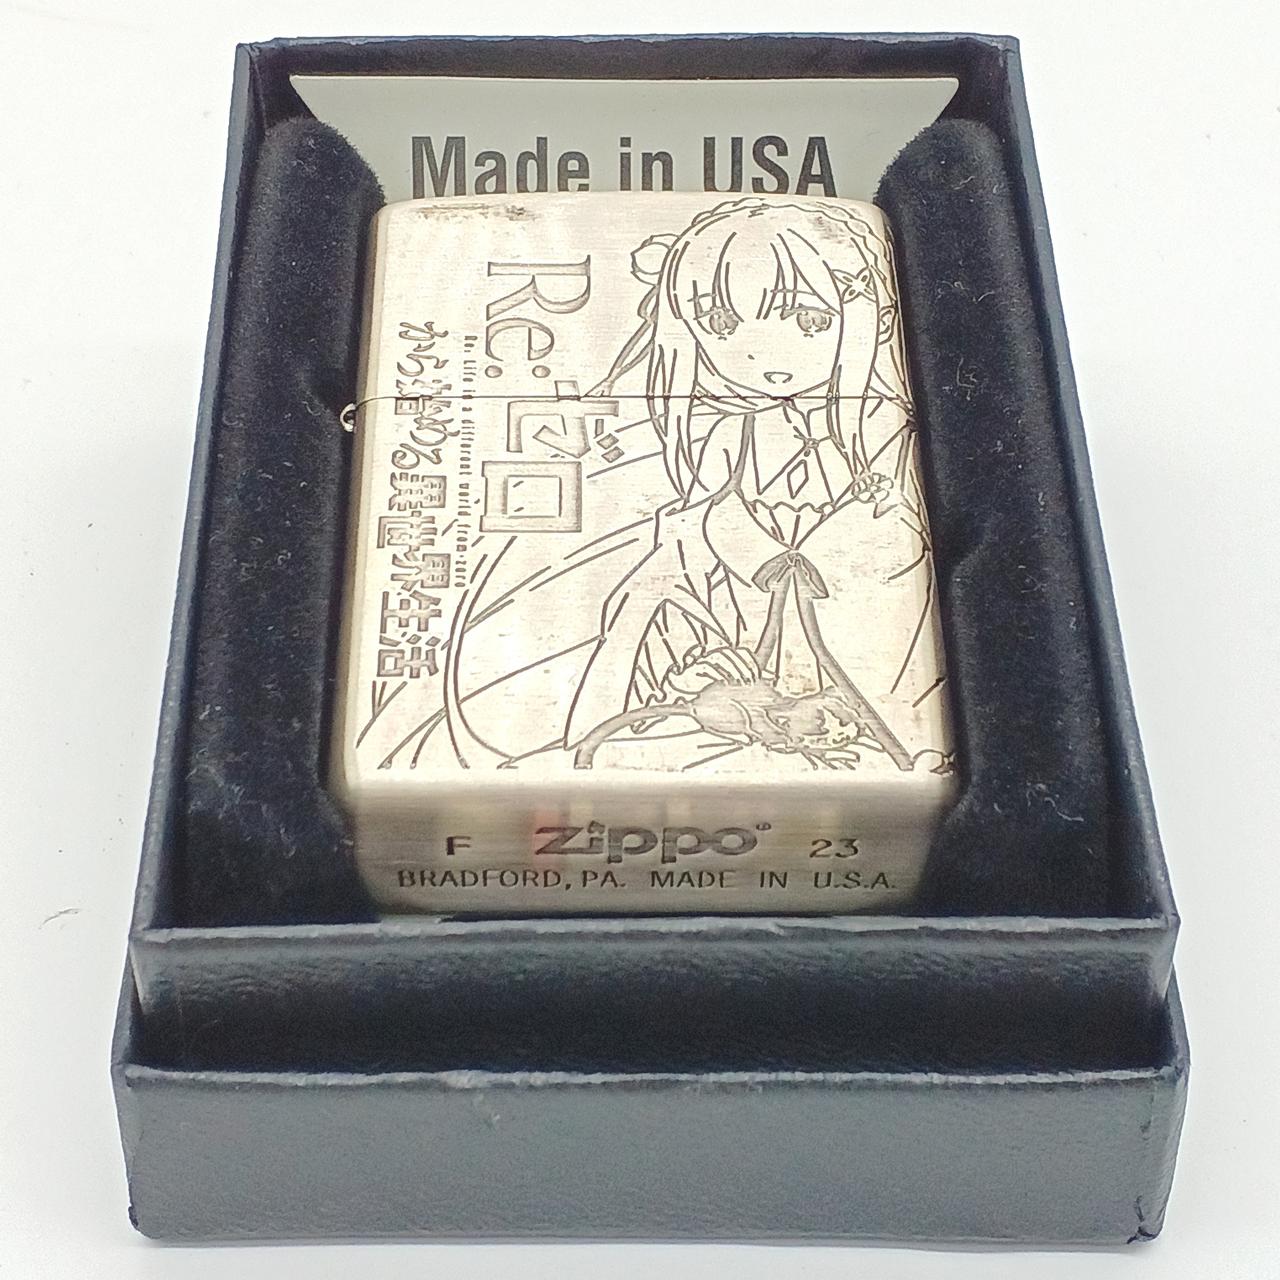 Made in USA
Re:ゼロ
Re: Life in a different world from zero
から始める異世界生活
F zippo® 23
BRADFORD, PA. MADE IN U.S.A.